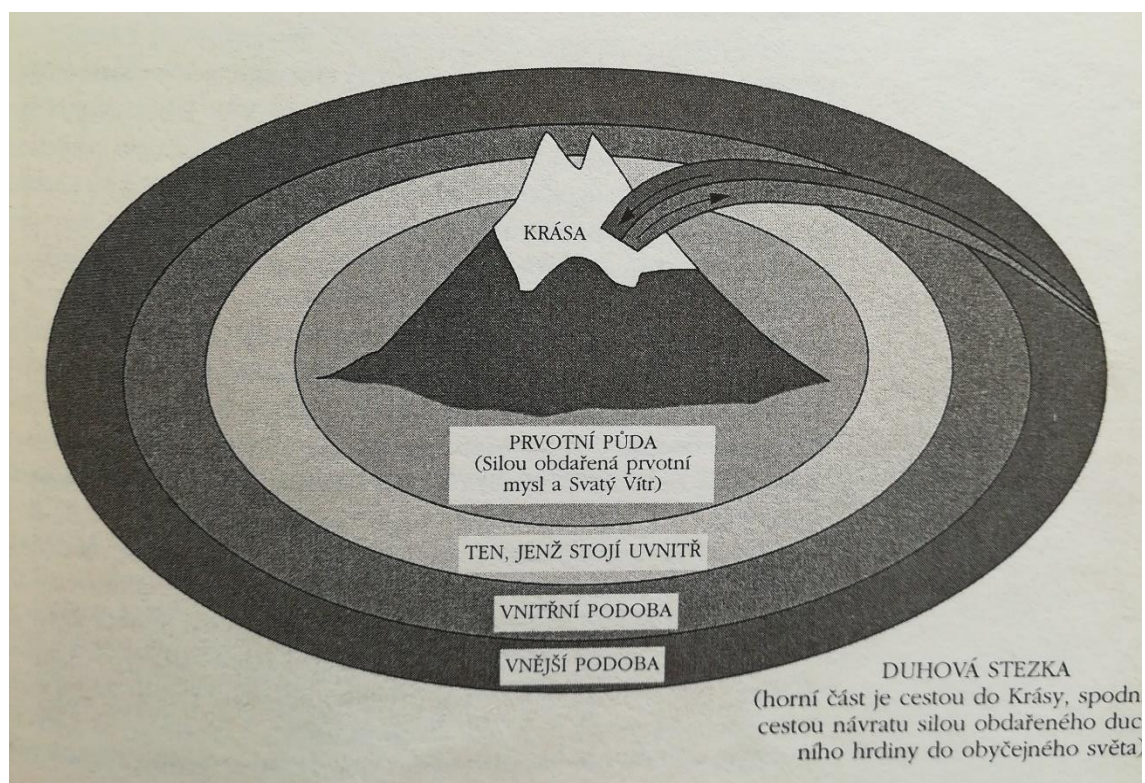 KRÁSA
PRVOTNÍ PŮDA
(Silou obdařená prvotní
mysl a Svatý Vítr)
TEN, JENŽ STOJÍ UVNITŘ
VNITŘNÍ PODOBA
VNĚJŠÍ PODOBA
DUHOVÁ STEZKA
(horní část je cestou do Krásy, spodn
cestou návratu silou obdařeného duc
ního hrdiny do obyčejného světa)